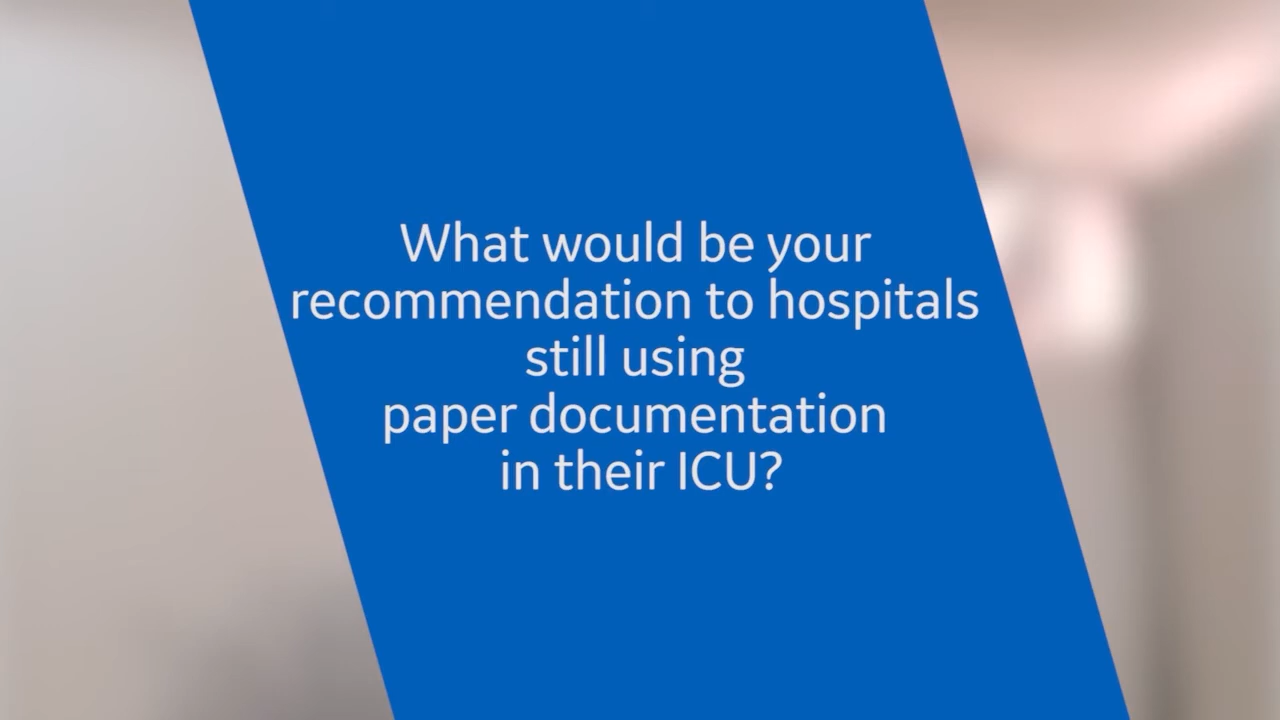 What would be your
recommendation to hospitals
still using
paper documentation
in their ICU?